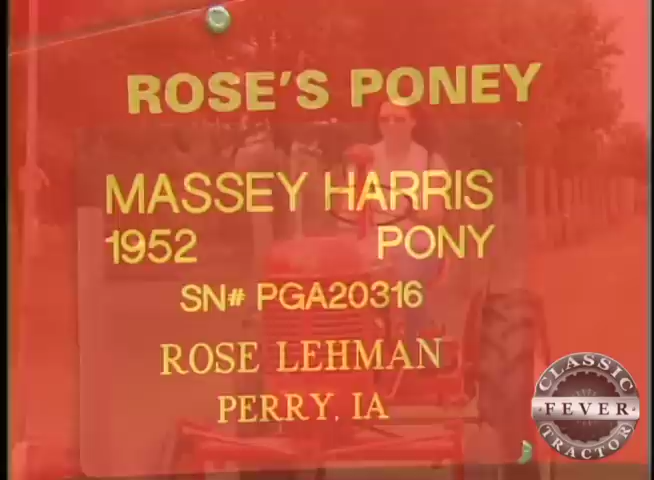 ROSE'S PONEY
MASSEY HARRIS
1952 PONY
SN# PGA20316
ROSE LEHMAN
PERRY, IA
CLASSIC
FEVER
TRACTOR